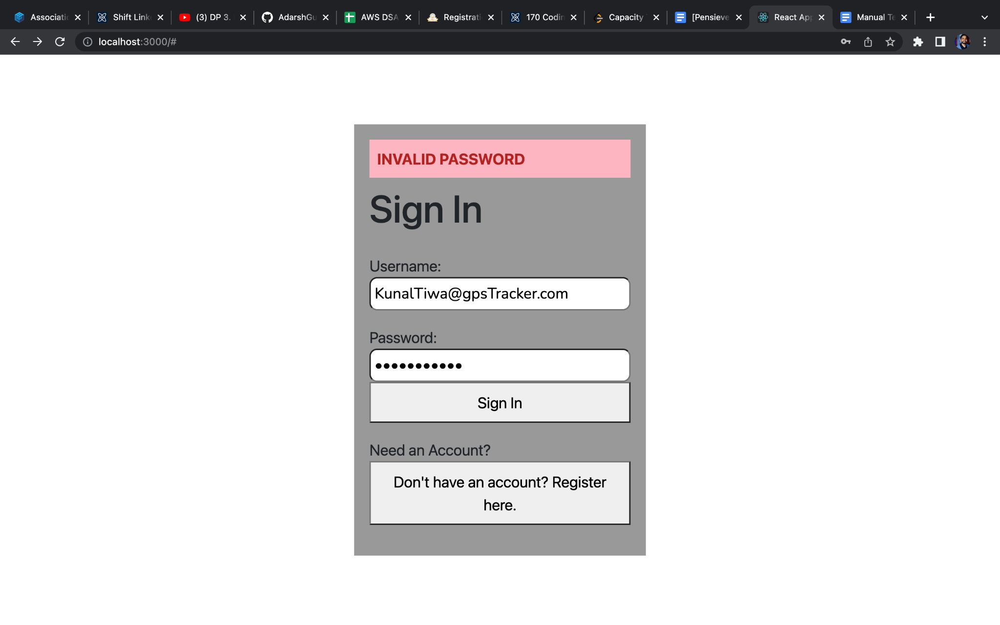 Associati Shift Link (3) DP 3. AdarshGu AWS DSA Registrati 170 Codin Capacity [Pensieve React App Manual Te
localhost:3000/#
INVALID PASSWORD
Sign In
Username:
KunalTiwa@gpsTracker.com
Password:
Sign In
Need an Account?
Don't have an account? Register
here.